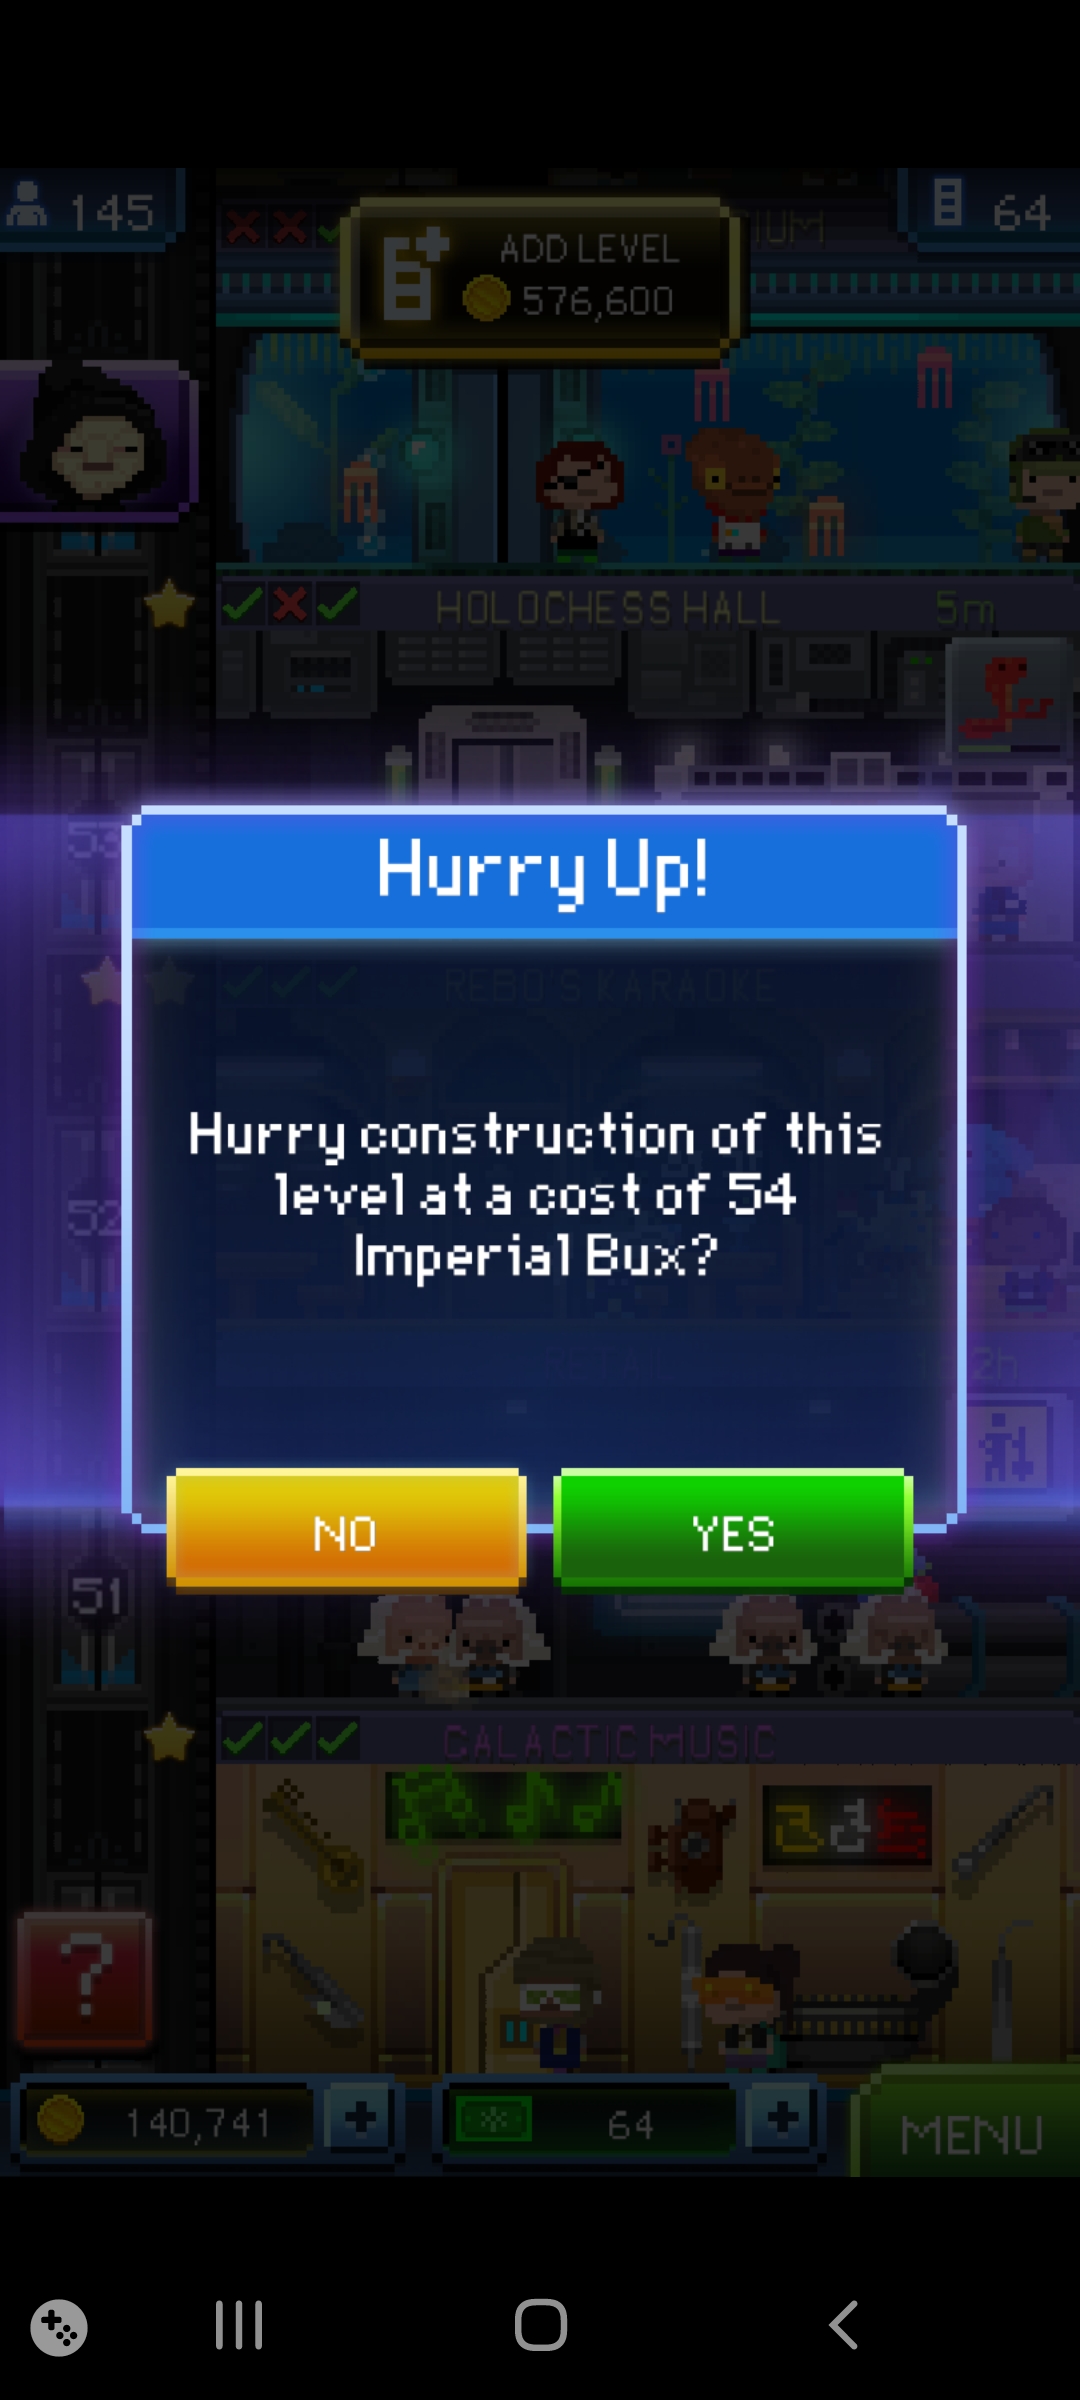 145
64
ADD LEVEL
576,600
HOLOCHESS HALL
5m
53
Hurry Up!
REBO'S KARAOKE
Hurry construction of this
level at a cost of 54
Imperial Bux?
52
RETAIL
NO
YES
51
GALACTIC MUSIC
?
140,741
64
MENU